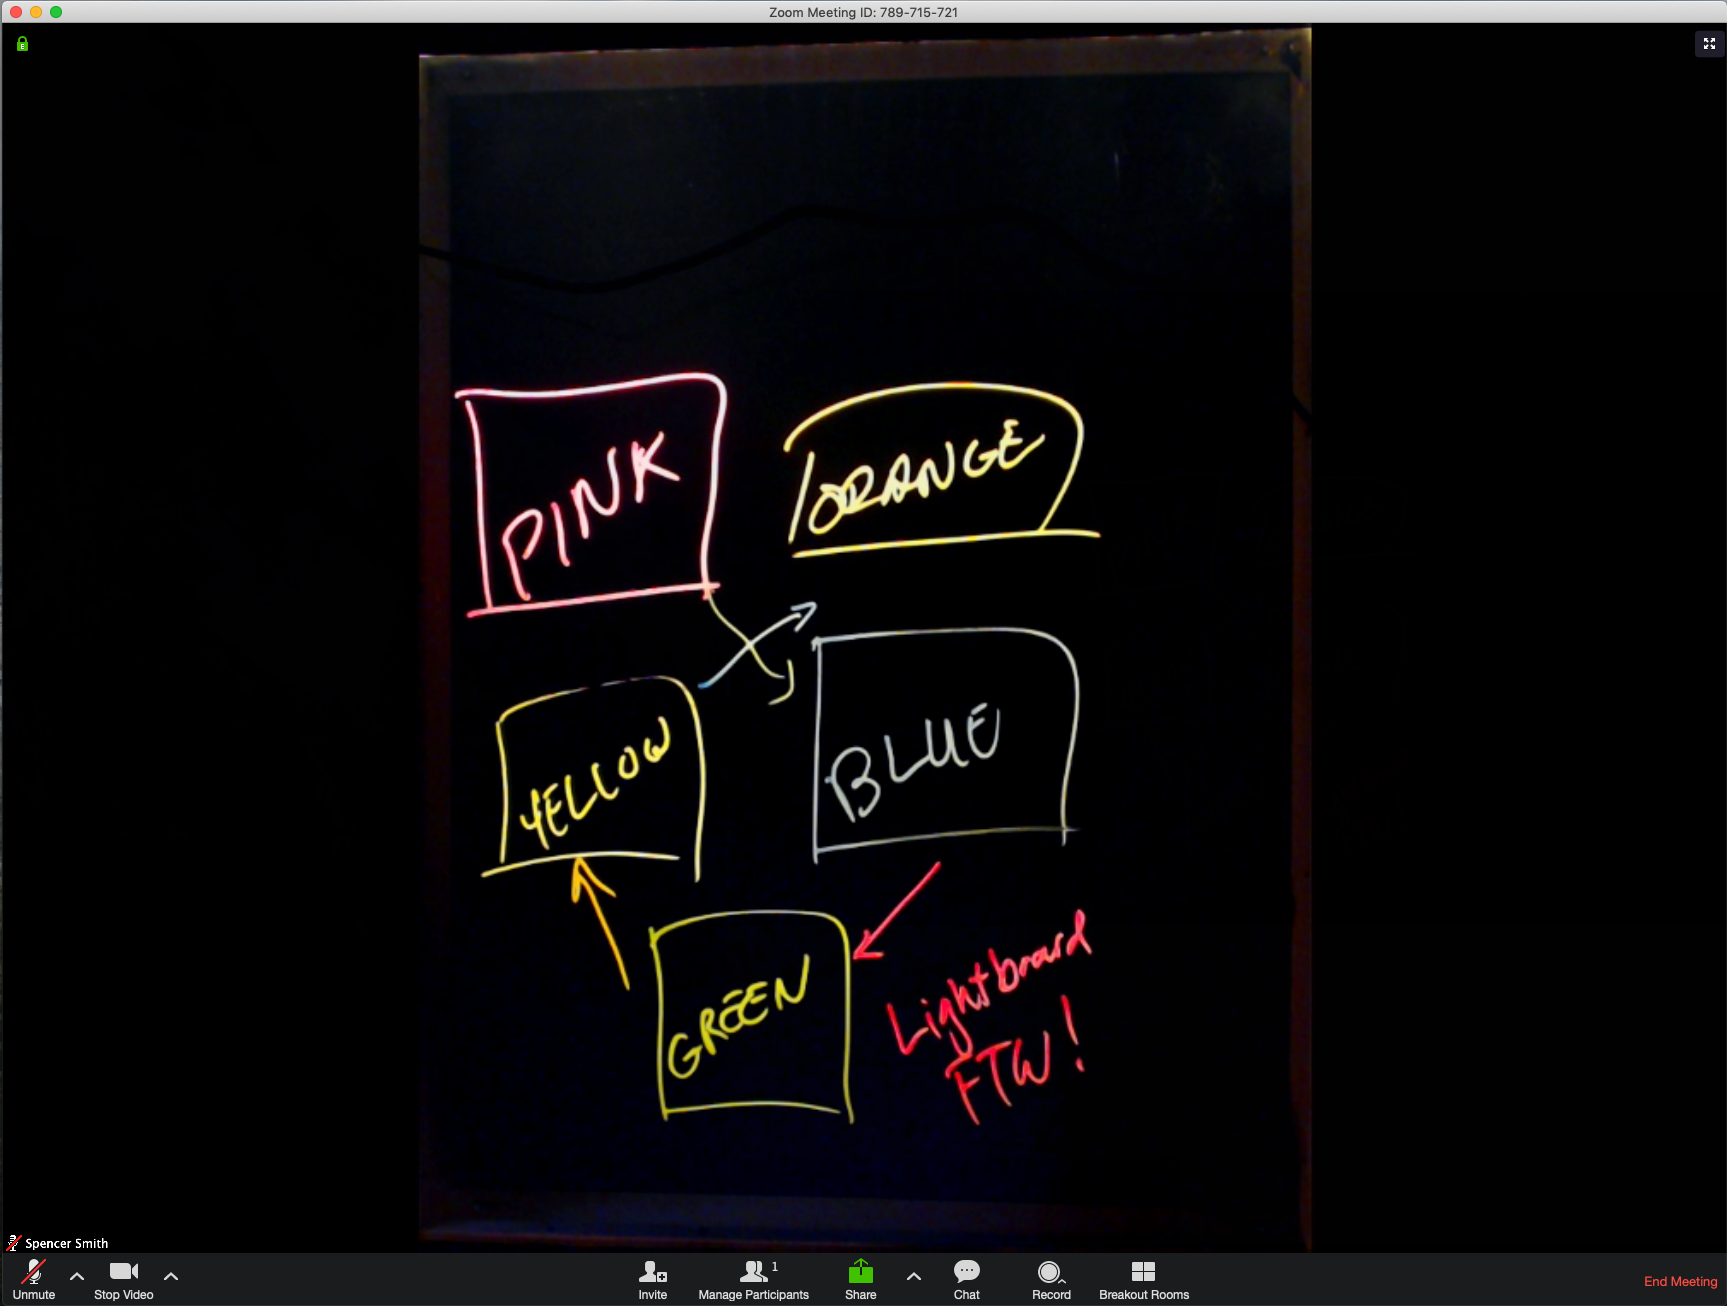 Zoom Meeting ID: 789-715-721
PINK
ORANGE
YELLOW
BLUE
GREEN
Lightboard
FTW!
Spencer Smith
Unmute
Stop Video
Invite
1
Manage Participants
Share
Chat
Record
Breakout Rooms
End Meeting